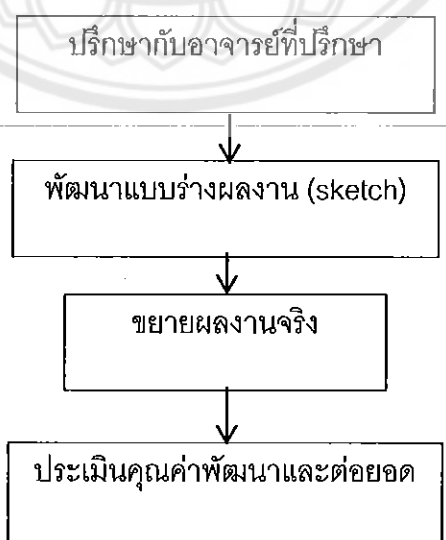 ปรึกษากับอาจารย์ที่ปรึกษา
พัฒนาแบบร่างผลงาน (sketch)
ขยายผลงานจริง
ประเมินคุณค่าพัฒนาและต่อยอด